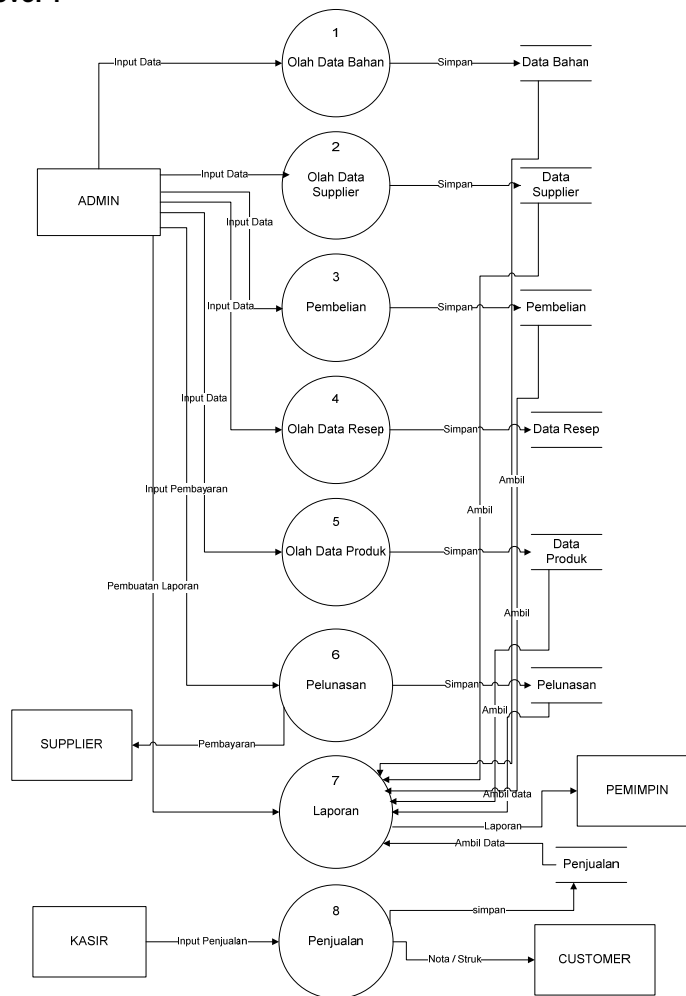 1
Olah Data Bahan
Input Data
Simpan
Data Bahan
2
Olah Data
Supplier
Input Data
Simpan
Data
Supplier
ADMIN
Input Data
3
Pembelian
Input Data
Simpan
Pembelian
4
Olah Data Resep
Input Data
Simpan
Data Resep
Ambil
Ambil
Input Pembayaran
5
Olah Data Produk
Simpan
Data
Produk
Pembuatan Laporan
Ambil
6
Pelunasan
Simpan
Pelunasan
Ambil
SUPPLIER
Pembayaran
7
Laporan
Ambil data
PEMIMPIN
Laporan
Ambil Data
Penjualan
8
Penjualan
simpan
KASIR
Input Penjualan
Nota / Struk
CUSTOMER